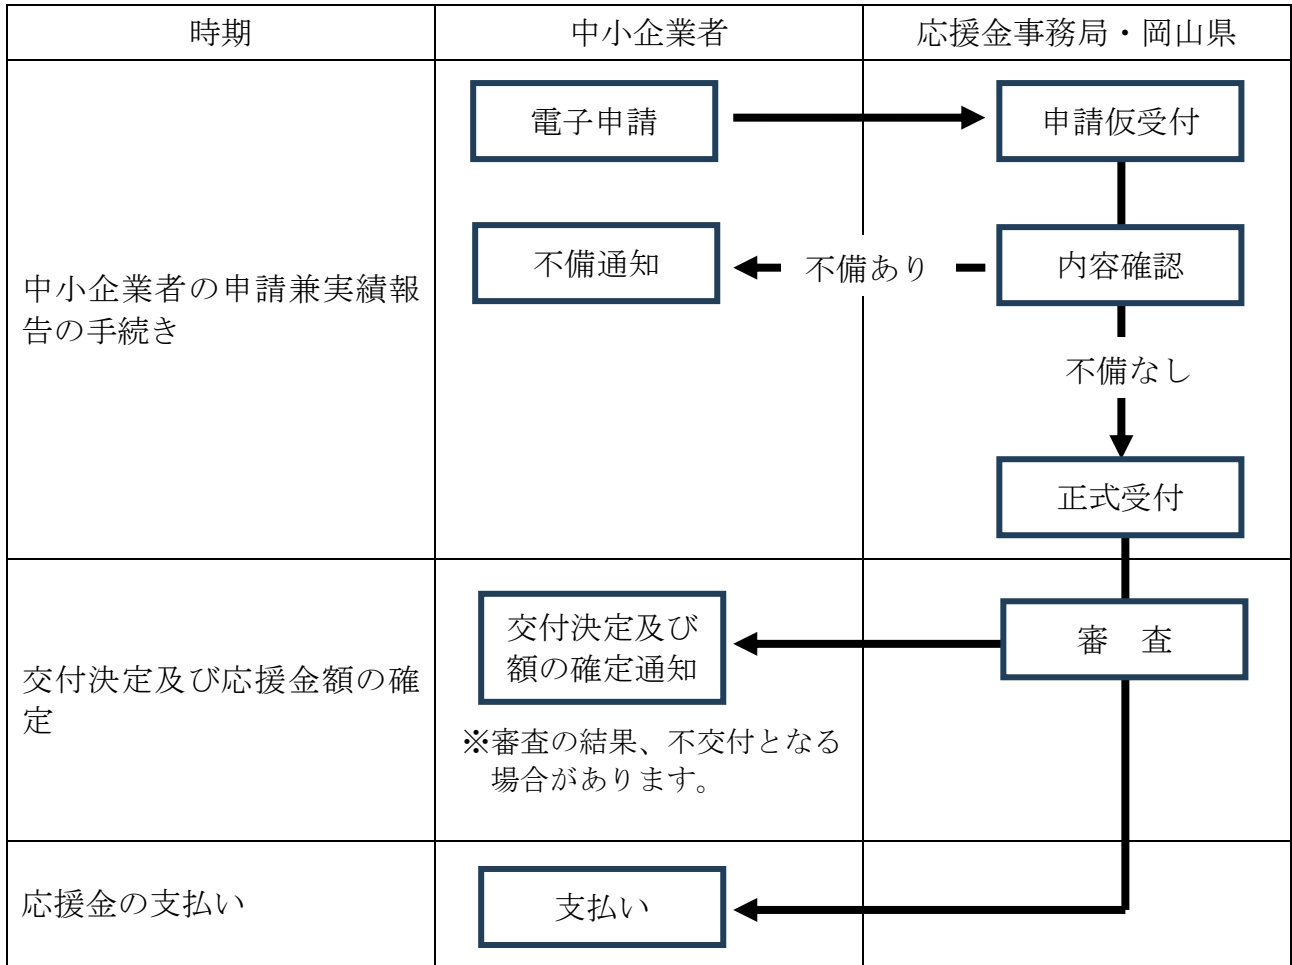 時期
中小企業者
応援金事務局・岡山県
中小企業者の申請兼実績報
告の手続き
電子申請
申請仮受付
不備通知
不備あり
内容確認
不備なし
正式受付
交付決定及び応援金額の確
定
交付決定及び
額の確定通知
審　査
※審査の結果、不交付となる
場合があります。
応援金の支払い
支払い